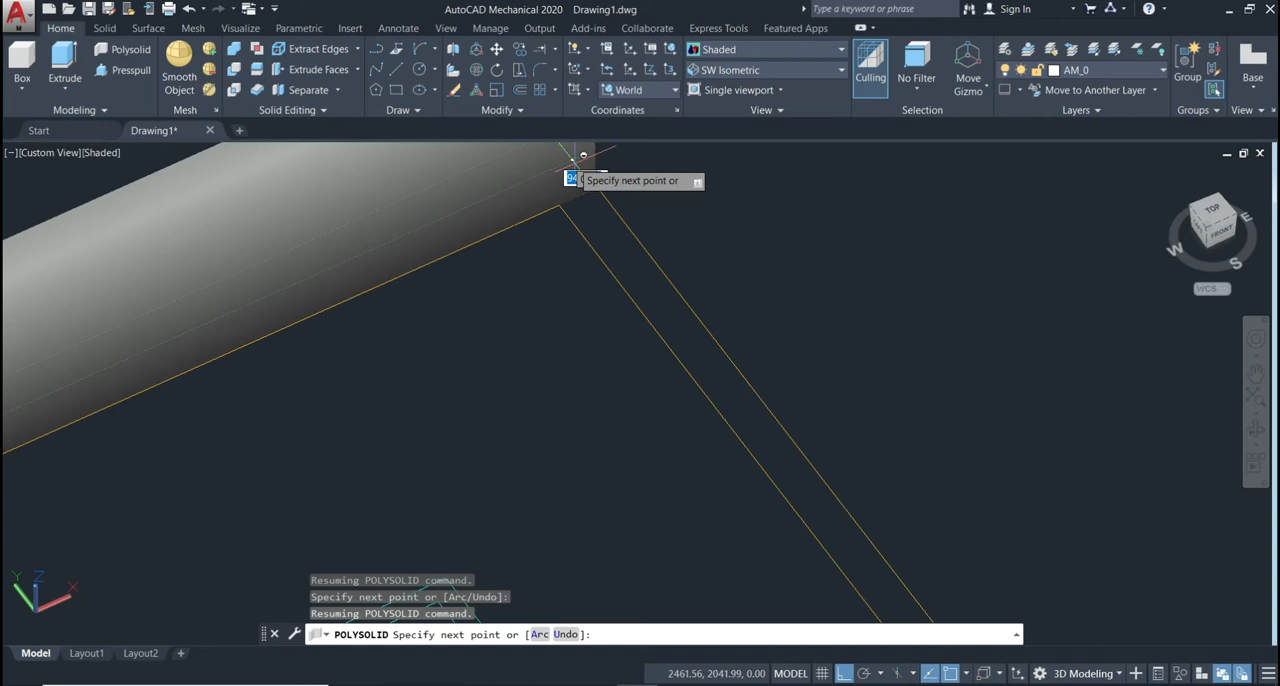 AutoCAD Mechanical 2020 Drawing1.dwg
Type a keyword or phrase
Sign In
Home Solid Surface Mesh Visualize Parametric Insert Annotate View Manage Output Add-ins Collaborate Express Tools Featured Apps
Box
Extrude
Polysolid
Presspull
Modeling
Smooth
Object
Mesh
Extract Edges
Extrude Faces
Separate
Solid Editing
Draw
Modify
World
Coordinates
Shaded
SW Isometric
Single viewport
View
Culling
No Filter
Move
Gizmo
Selection
AM_0
Move to Another Layer
Layers
Group
Groups
Base
View
Start
Drawing1*
[−][Custom View][Shaded]
Specify next point or
TOP
FRONT
W
E
S
WCS
Y
Z
X
Resuming POLYSOLID command.
Specify next point or [Arc/Undo]:
Resuming POLYSOLID command.
POLYSOLID Specify next point or [Arc Undo]:
Model Layout1 Layout2
2461.56, 2041.99, 0.00 MODEL
3D Modeling